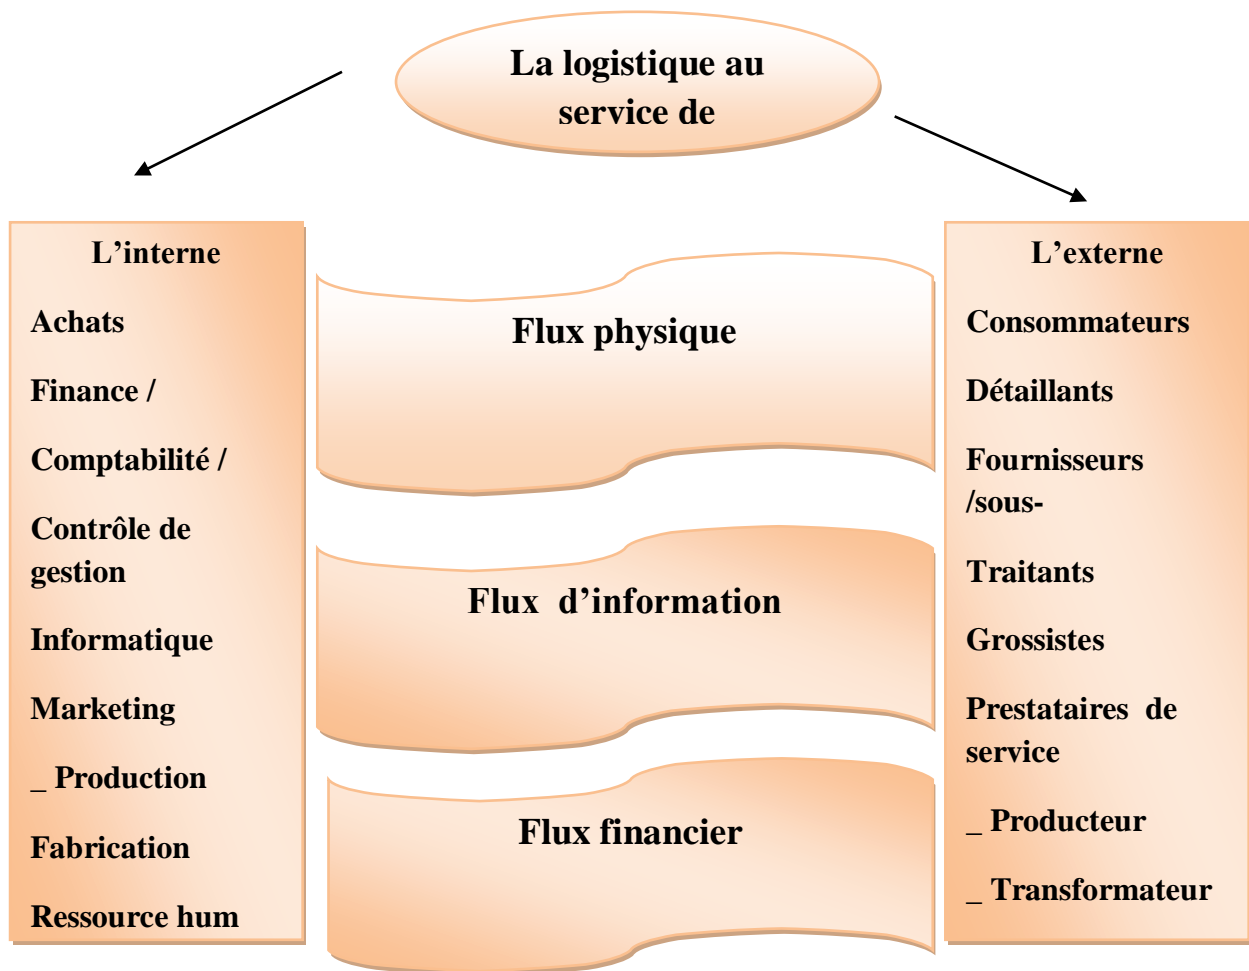 La logistique au
service de
L’interne
Achats
Finance /
Comptabilité /
Contrôle de
gestion
Informatique
Marketing
_ Production
Fabrication
Ressource hum
Flux physique
Flux d’information
Flux financier
L’externe
Consommateurs
Détaillants
Fournisseurs
/sous-
Traitants
Grossistes
Prestataires de
service
_ Producteur
_ Transformateur